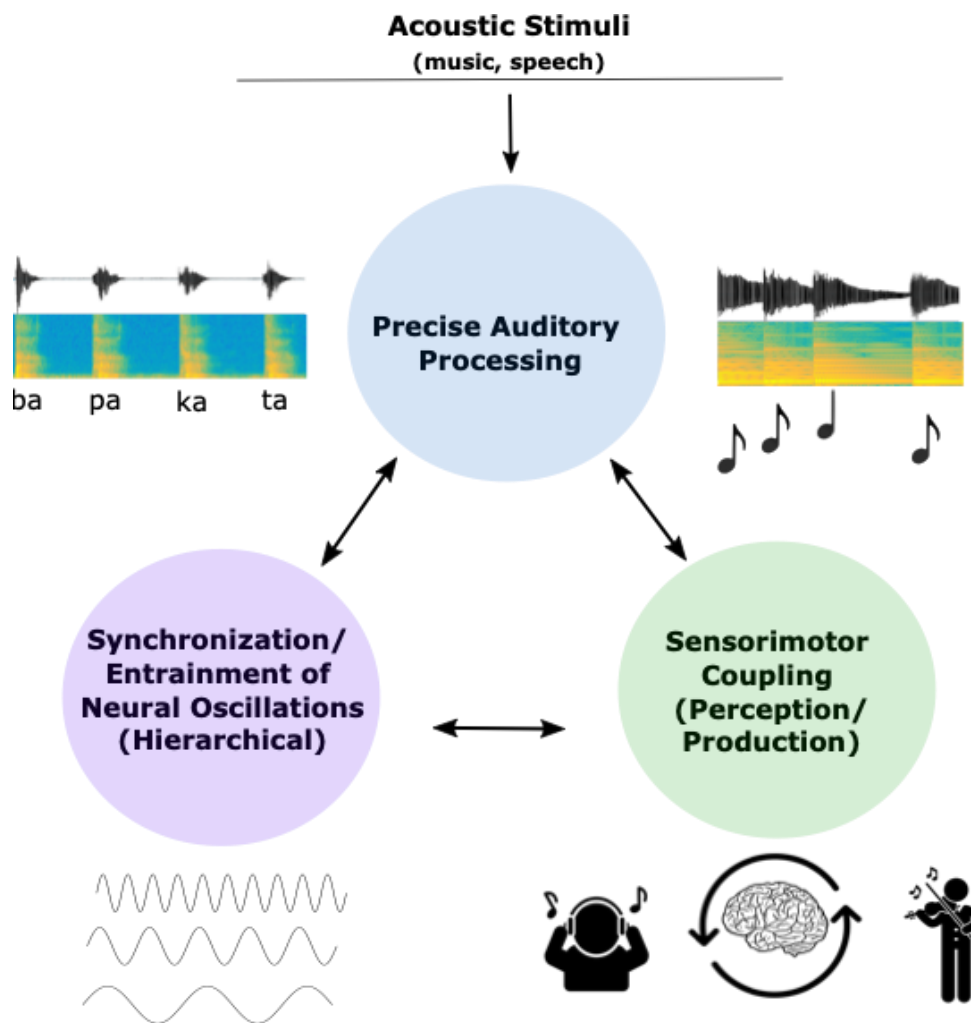 Acoustic Stimuli
(music, speech)
Precise Auditory
Processing
ba pa ka ta
Synchronization/
Entrainment of
Neural Oscillations
(Hierarchical)
Sensorimotor
Coupling
(Perception/
Production)